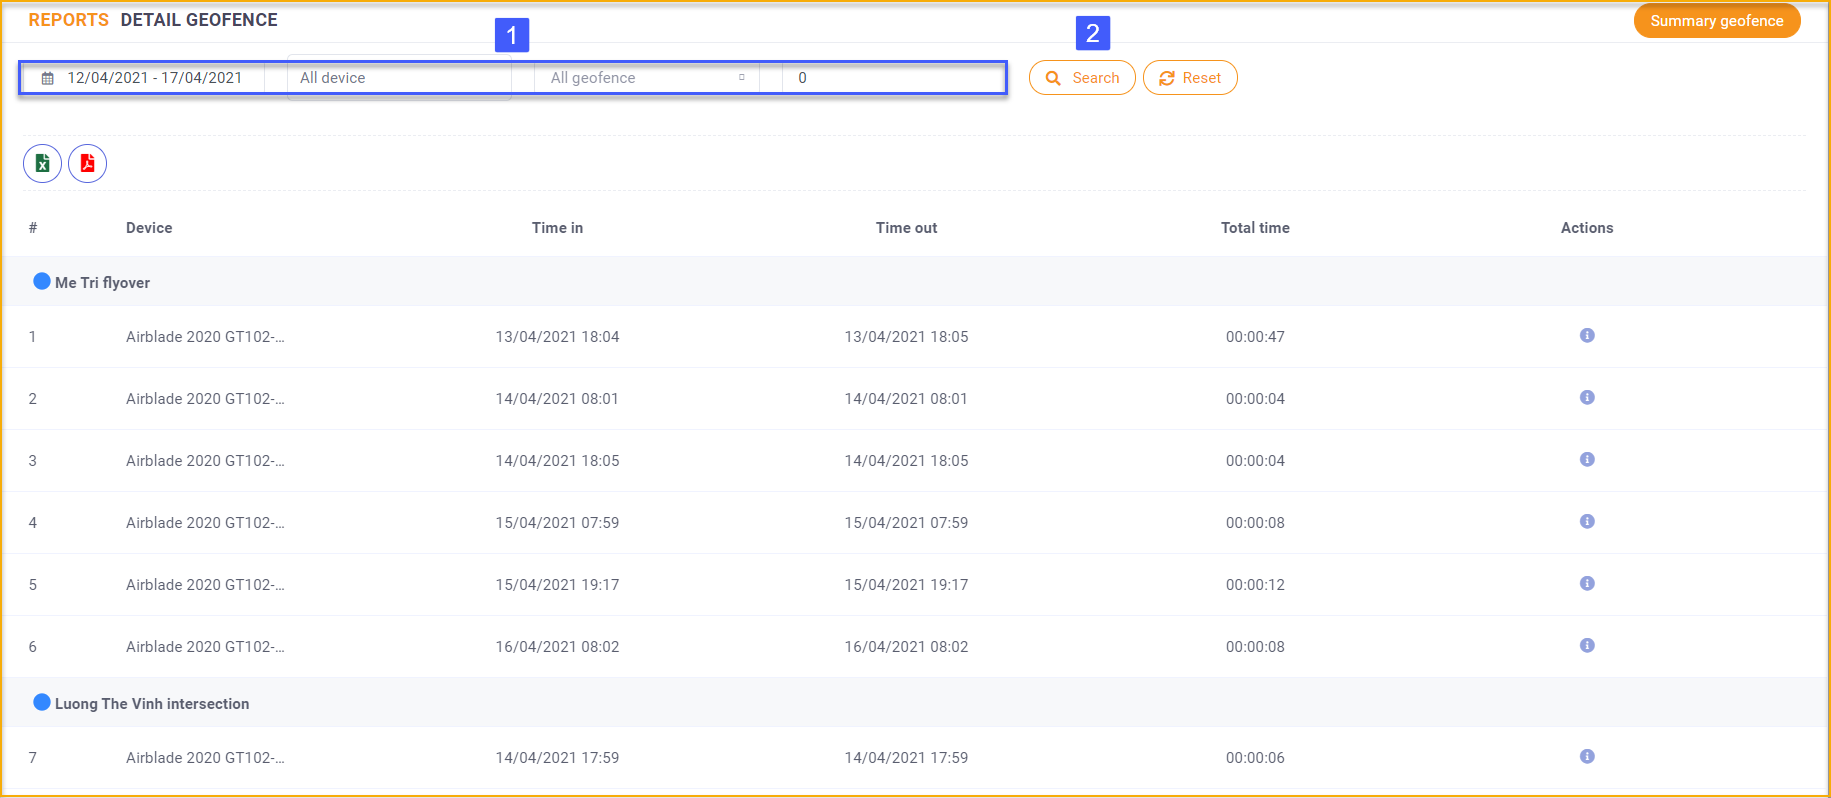 REPORTS DETAIL GEOFENCE
Summary geofence
1
2
12/04/2021 - 17/04/2021 All device All geofence 0 Search Reset
# Device Time in Time out Total time Actions
Me Tri flyover
1 Airblade 2020 GT102-... 13/04/2021 18:04 13/04/2021 18:05 00:00:47
2 Airblade 2020 GT102-... 14/04/2021 08:01 14/04/2021 08:01 00:00:04
3 Airblade 2020 GT102-... 14/04/2021 18:05 14/04/2021 18:05 00:00:04
4 Airblade 2020 GT102-... 15/04/2021 07:59 15/04/2021 07:59 00:00:08
5 Airblade 2020 GT102-... 15/04/2021 19:17 15/04/2021 19:17 00:00:12
6 Airblade 2020 GT102-... 16/04/2021 08:02 16/04/2021 08:02 00:00:08
Luong The Vinh intersection
7 Airblade 2020 GT102-... 14/04/2021 17:59 14/04/2021 17:59 00:00:06